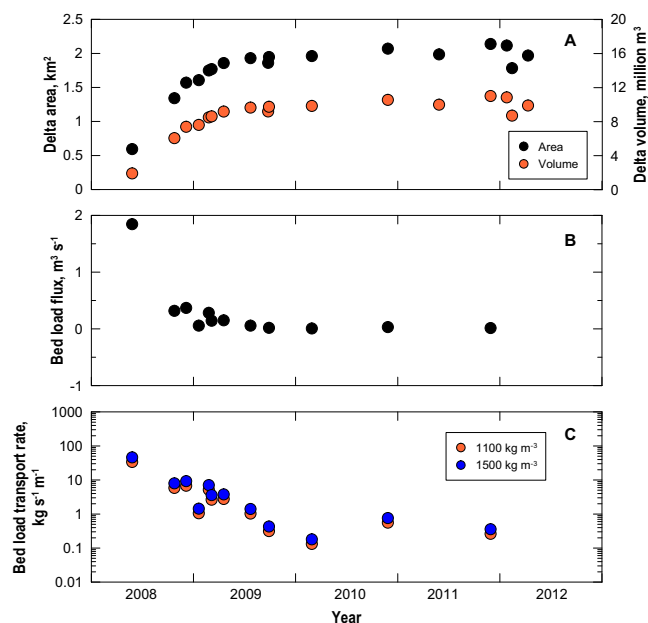 2.5
2
1.5
1
0.5
0
Delta area, km²
20
16
12
8
4
0
Delta volume, million m³
A
Area
Volume
2
1
0
-1
Bed load flux, m³ s⁻¹
B
1000
100
10
1
0.1
0.01
Bed load transport rate,
kg s⁻¹ m⁻¹
C
1100 kg m⁻³
1500 kg m⁻³
2008 2009 2010 2011 2012
Year